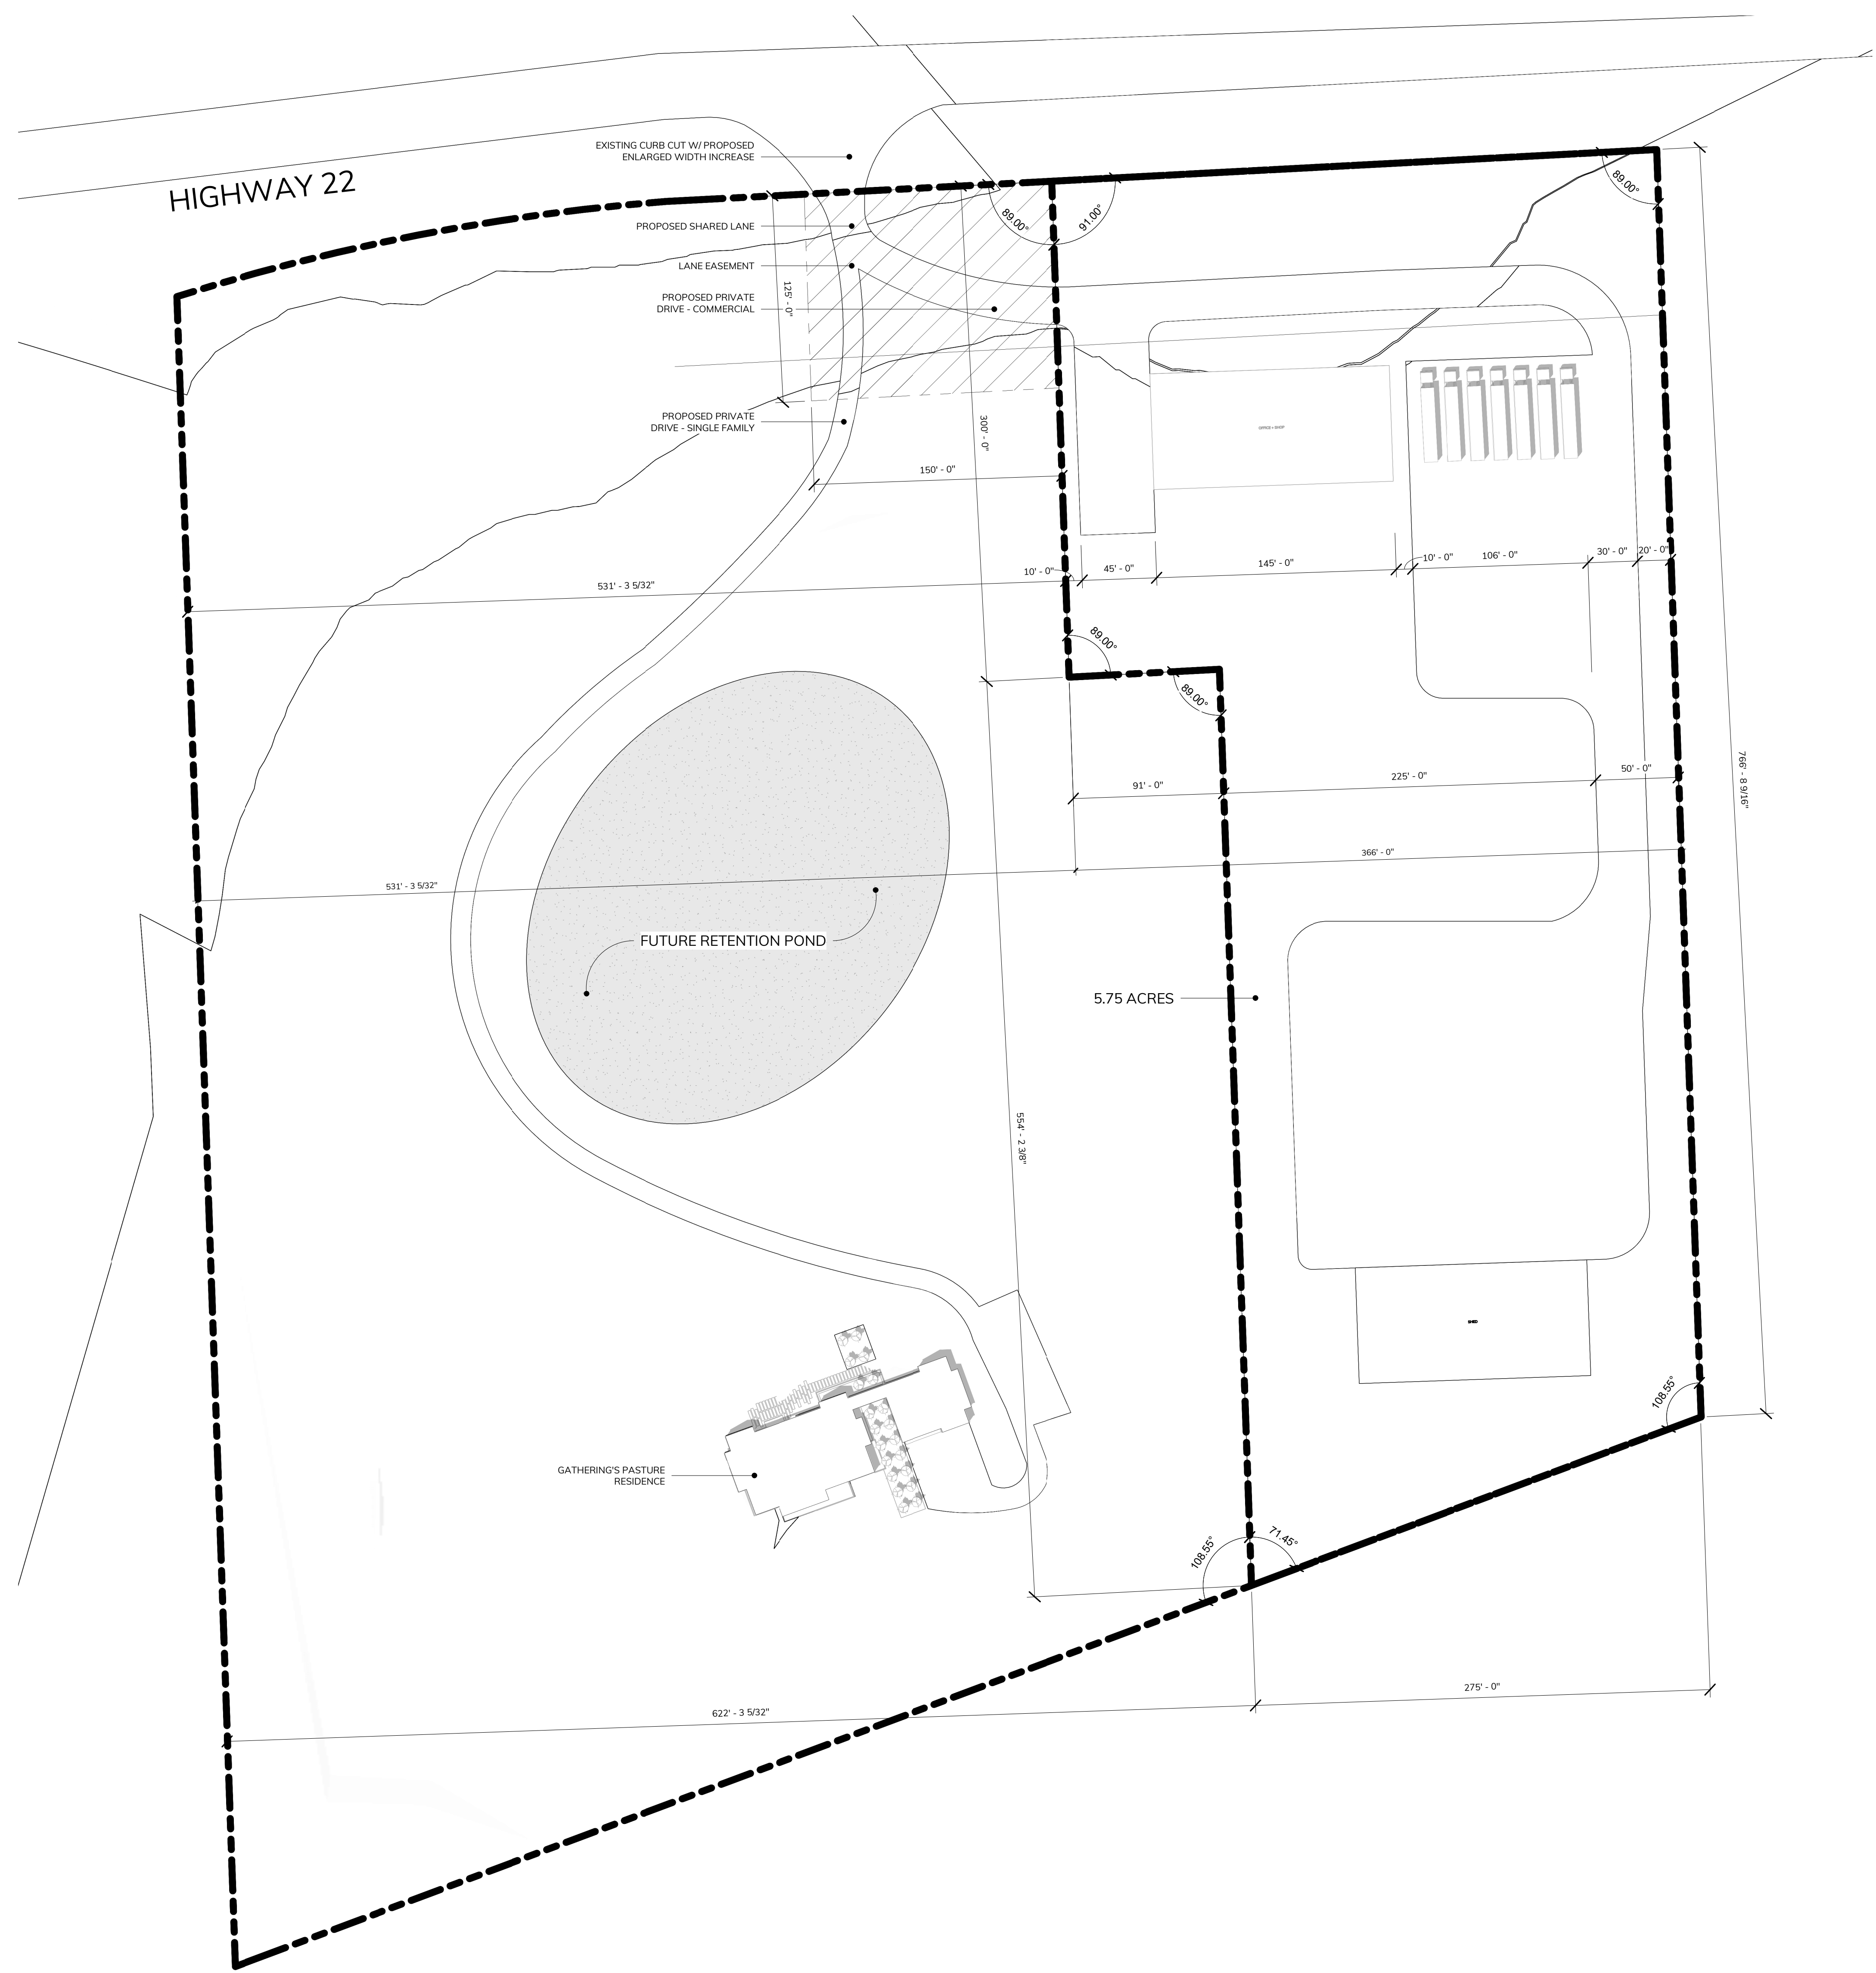 EXISTING CURB CUT W/ PROPOSED
ENLARGED WIDTH INCREASE
HIGHWAY 22
89.00°
PROPOSED SHARED LANE
89.00°
91.00°
LANE EASEMENT
125' - 0"
PROPOSED PRIVATE
DRIVE - COMMERCIAL
PROPOSED PRIVATE
DRIVE - SINGLE FAMILY
300' - 0"
OFFICE + SHOP
150' - 0"
531' - 3 5/32"
10' - 0"
45' - 0"
145' - 0"
10' - 0"
106' - 0"
30' - 0"
20' - 0"
89.00°
89.00°
91' - 0"
225' - 0"
50' - 0"
766' - 8 9/16"
531' - 3 5/32"
366' - 0"
FUTURE RETENTION POND
5.75 ACRES
554' - 2 3/8"
SHED
108.55°
GATHERING'S PASTURE
RESIDENCE
108.55°
71.45°
622' - 3 5/32"
275' - 0"